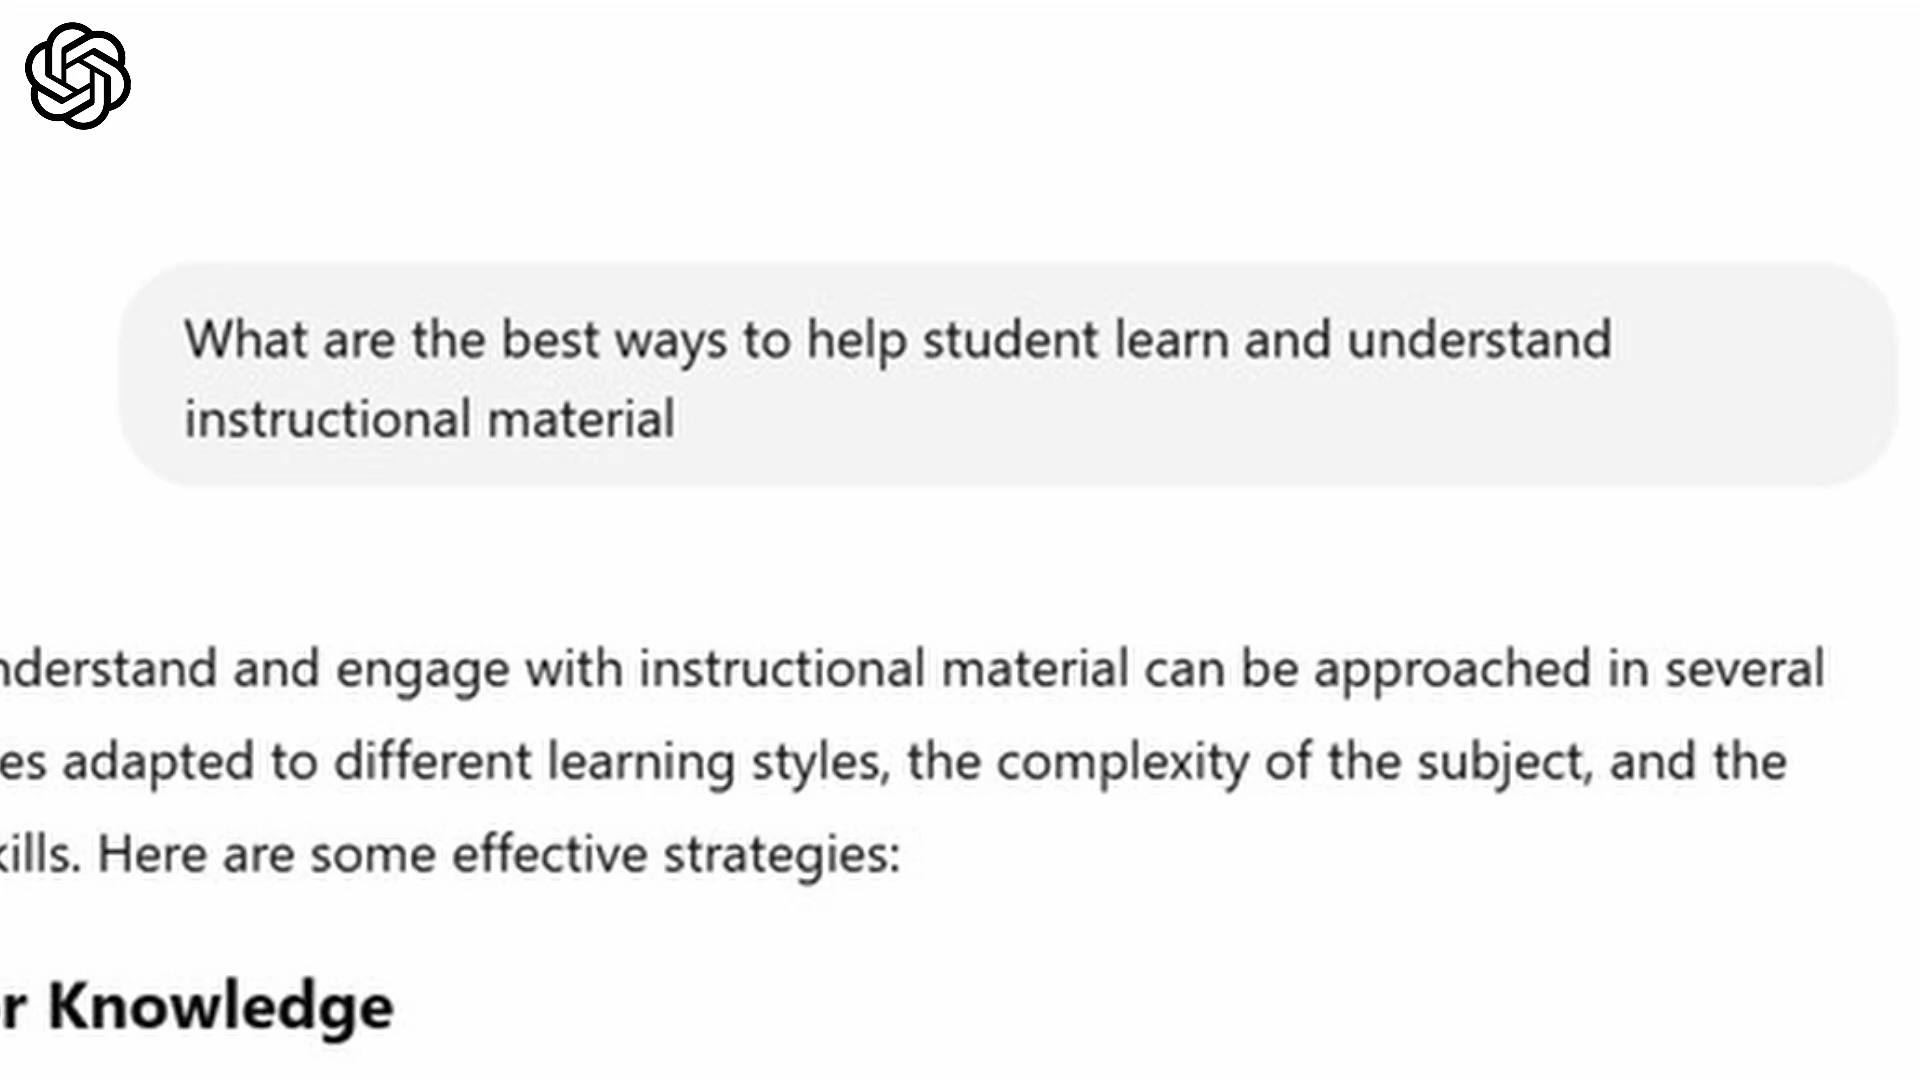 What are the best ways to help student learn and understand
instructional material
nderstand and engage with instructional material can be approached in several
es adapted to different learning styles, the complexity of the subject, and the
kills. Here are some effective strategies:
r Knowledge